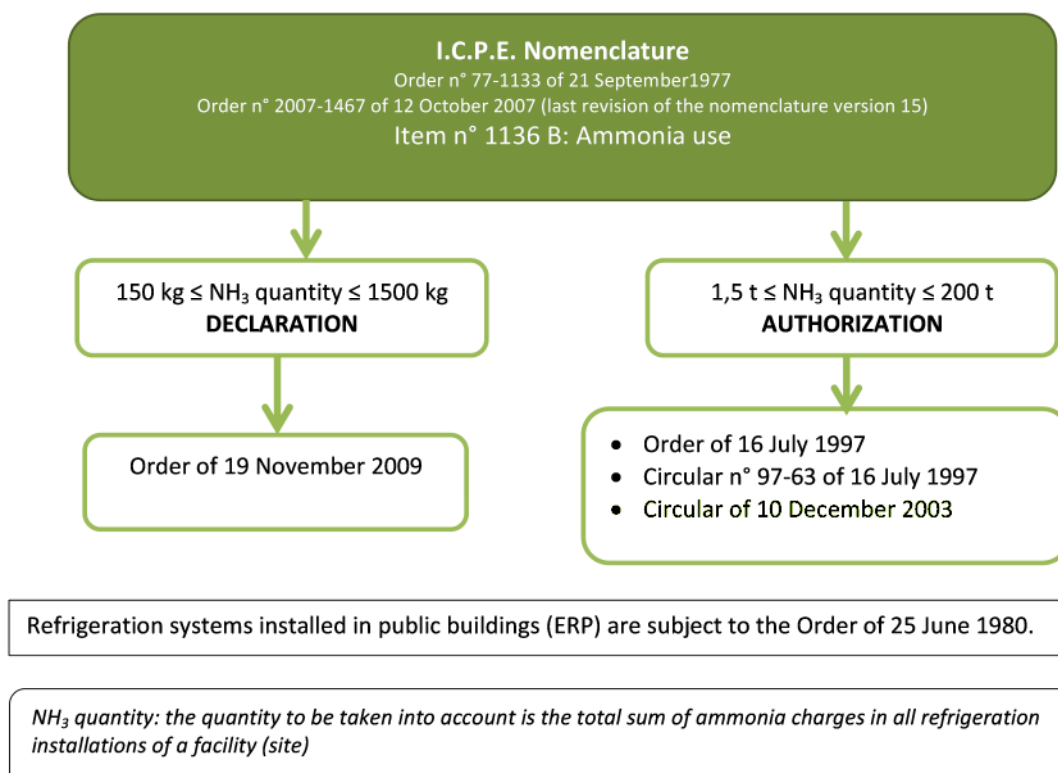 I.C.P.E. Nomenclature
Order n° 77-1133 of 21 September1977
Order n° 2007-1467 of 12 October 2007 (last revision of the nomenclature version 15)
Item n° 1136 B: Ammonia use
150 kg ≤ NH₃ quantity ≤ 1500 kg
DECLARATION
1,5 t ≤ NH₃ quantity ≤ 200 t
AUTHORIZATION
Order of 19 November 2009
• Order of 16 July 1997
• Circular n° 97-63 of 16 July 1997
• Circular of 10 December 2003
Refrigeration systems installed in public buildings (ERP) are subject to the Order of 25 June 1980.
NH₃ quantity: the quantity to be taken into account is the total sum of ammonia charges in all refrigeration
installations of a facility (site)